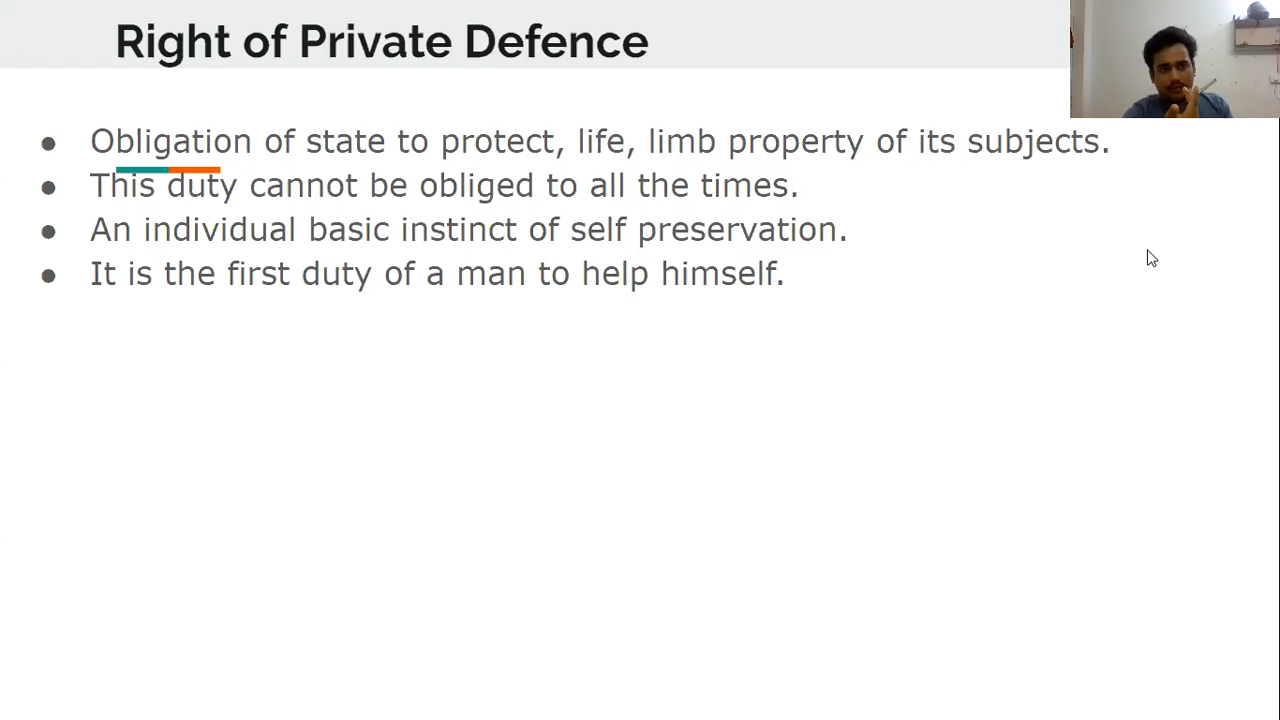 Right of Private Defence
● Obligation of state to protect, life, limb property of its subjects.
● This duty cannot be obliged to all the times.
● An individual basic instinct of self preservation.
● It is the first duty of a man to help himself.